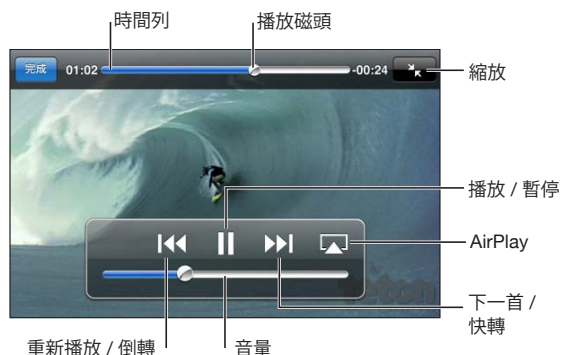 時間列
播放磁頭
完成 01:02 -00:24
縮放
播放 / 暫停
AirPlay
下一首 /
快轉
重新播放 / 倒轉
音量